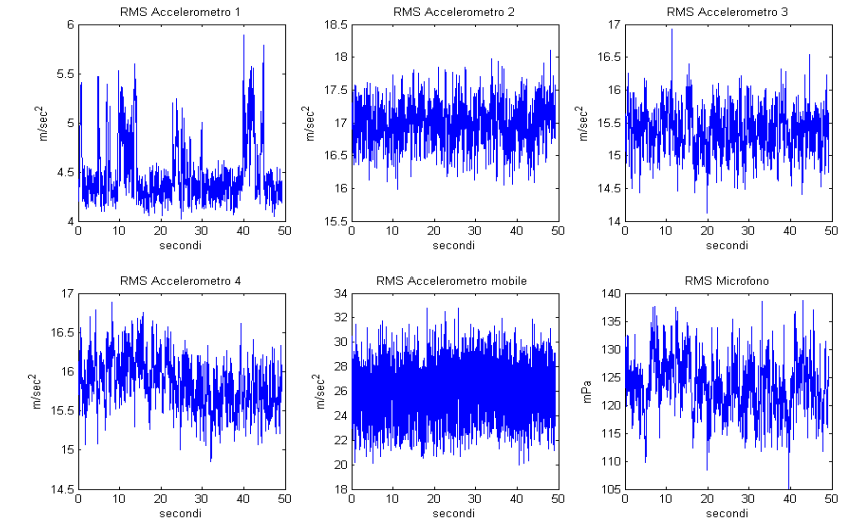 RMS Accelerometro 1
6
5.5
5
4.5
4
m/sec²
0 10 20 30 40 50
secondi
RMS Accelerometro 2
18.5
18
17.5
17
16.5
16
15.5
m/sec²
0 10 20 30 40 50
secondi
RMS Accelerometro 3
17
16.5
16
15.5
15
14.5
14
m/sec²
0 10 20 30 40 50
secondi
RMS Accelerometro 4
17
16.5
16
15.5
15
14.5
m/sec²
0 10 20 30 40 50
secondi
RMS Accelerometro mobile
34
32
30
28
26
24
22
20
18
m/sec²
0 10 20 30 40 50
secondi
RMS Microfono
140
135
130
125
120
115
110
105
mPa
0 10 20 30 40 50
secondi